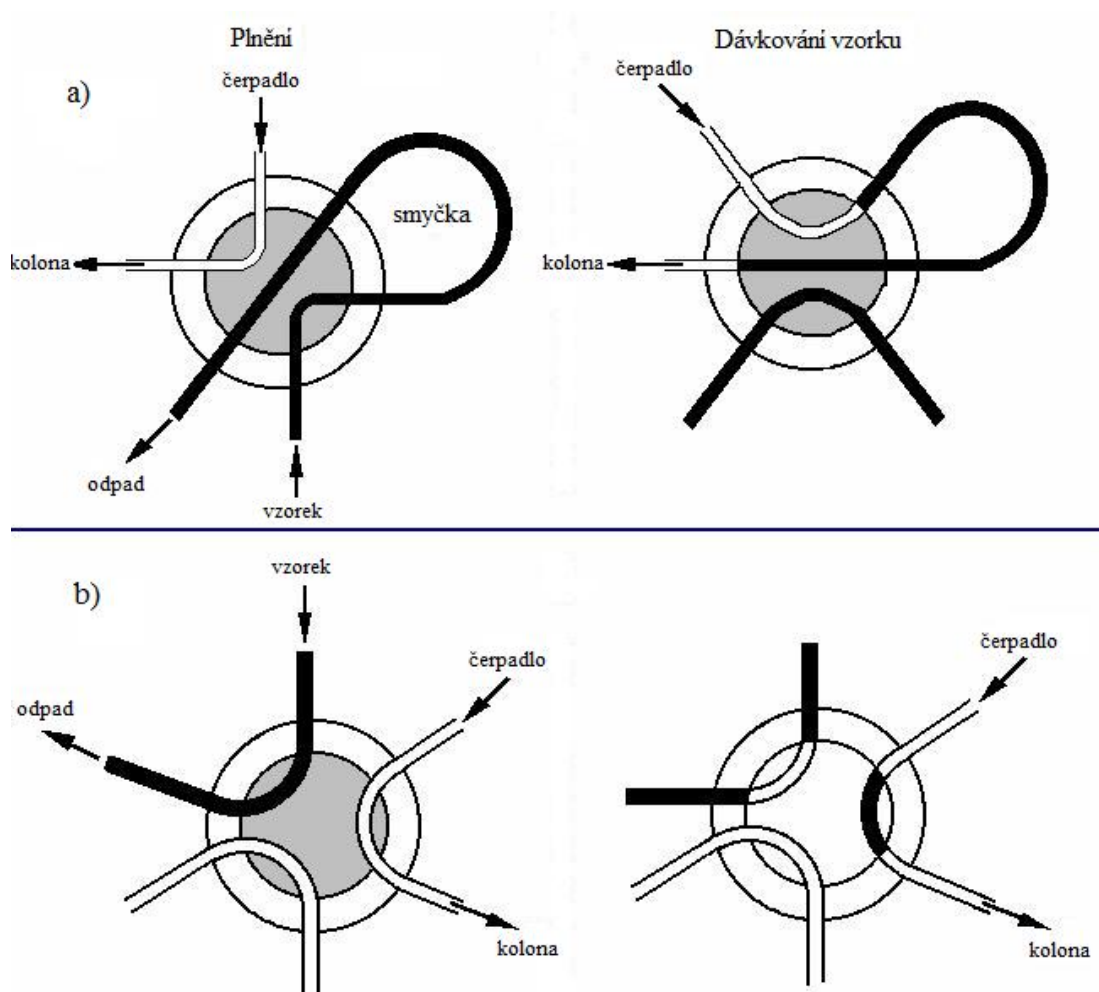 Plnění
Dávkování vzorku
čerpadlo
čerpadlo
a)
smyčka
kolona
kolona
odpad
vzorek
vzorek
b)
čerpadlo
čerpadlo
odpad
kolona
kolona